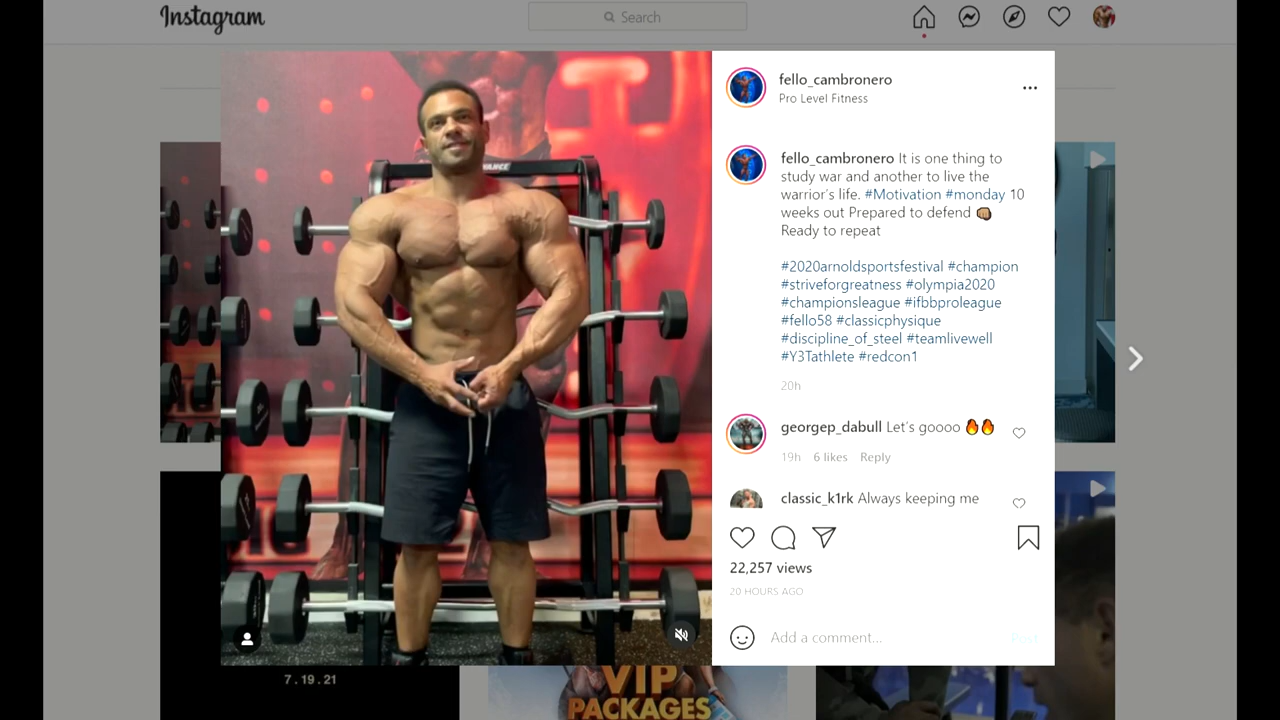 Instagram
Search
fello_cambronero
Pro Level Fitness
fello_cambronero It is one thing to
study war and another to live the
warrior's life. #Motivation #monday 10
weeks out Prepared to defend 👊🏽
Ready to repeat
#2020arnoldsportsfestival #champion
#striveforgreatness #olympia2020
#championsleague #ifbbproleague
#fello58 #classicphysique
#discipline_of_steel #teamlivewell
#Y3Tathlete #redcon1
20h
georgep_dabull Let's goooo 🔥🔥
19h 6 likes Reply
classic_k1rk Always keeping me
22,257 views
20 HOURS AGO
Add a comment...
Post
7.19.21
VIP
PACKAGES